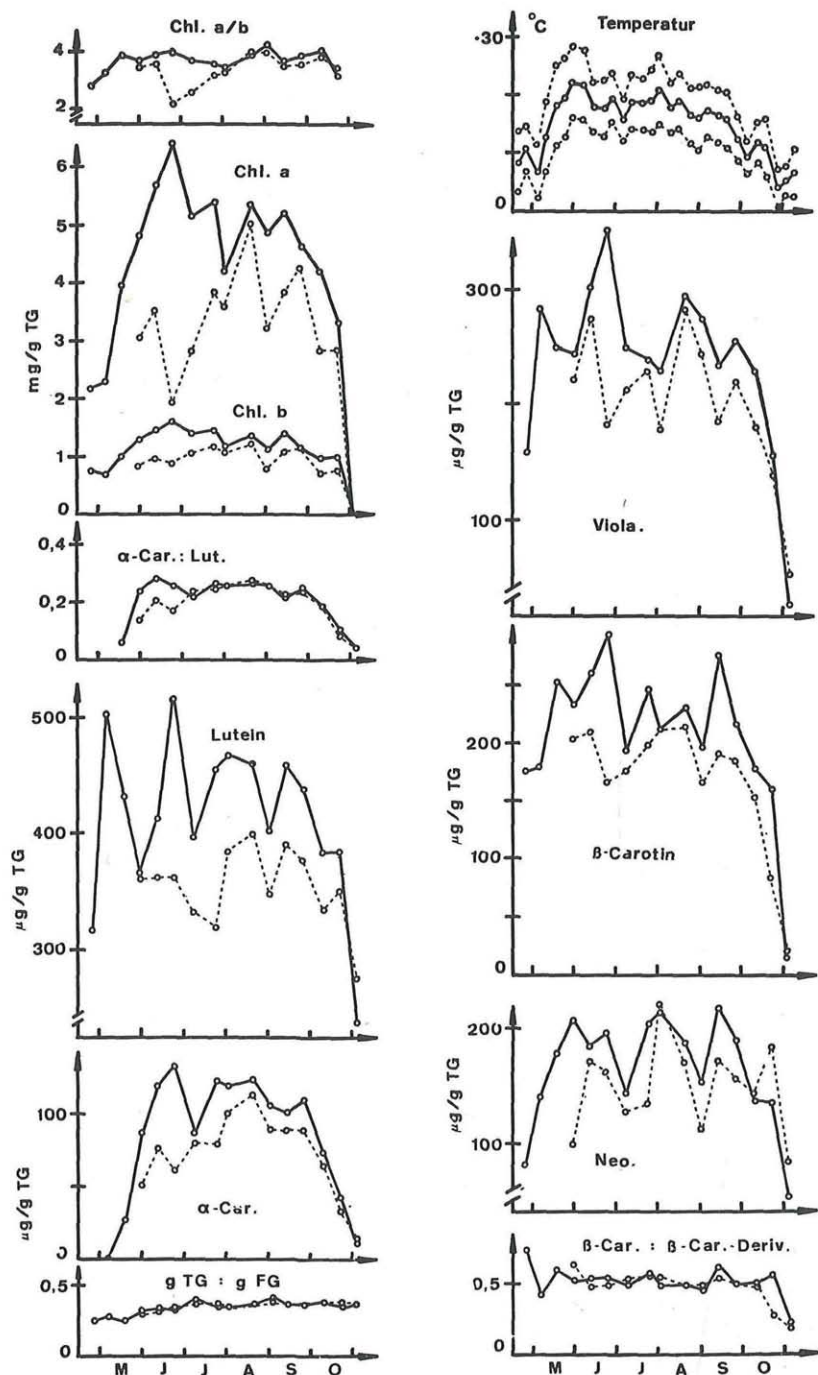 Chl. a/b
4
2
Chl. a
6
5
4
3
2
1
0
mg/g TG
Chl. b
α-Car.: Lut.
0,4
0,2
0
Lutein
500
400
300
µg/g TG
100
0
µg/g TG
α-Car.
g TG : g FG
0,5
0
M J J A S O
°C
Temperatur
30
0
300
100
µg/g TG
Viola.
200
100
0
µg/g TG
ß-Carotin
200
100
µg/g TG
Neo.
ß-Car. : ß-Car.-Deriv.
0,5
0
M J J A S O